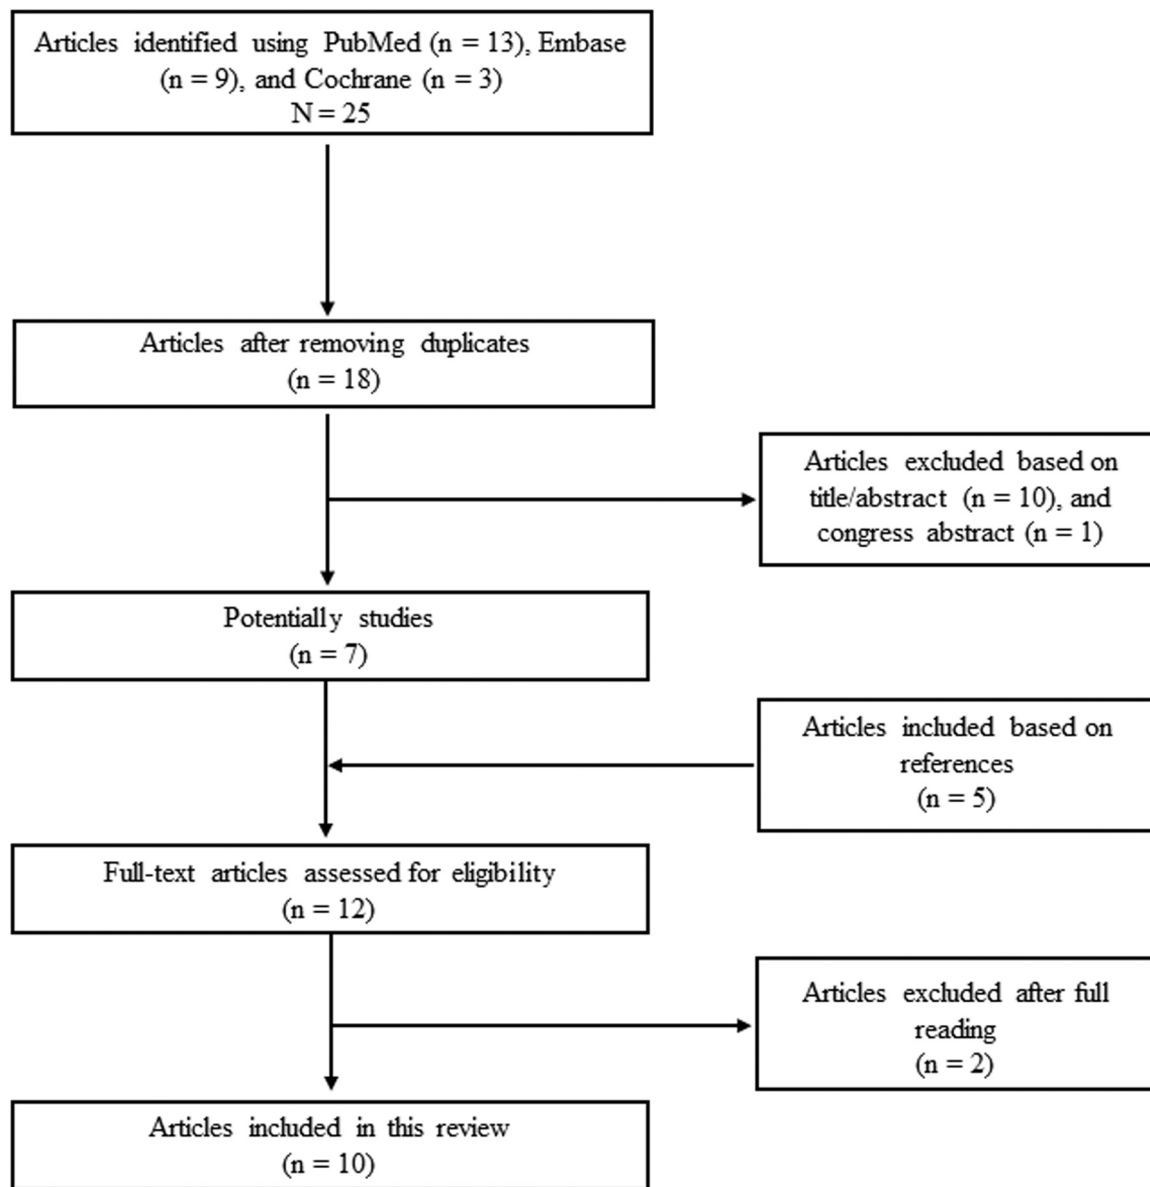 Articles identified using PubMed (n = 13), Embase
(n = 9), and Cochrane (n = 3)
N = 25
Articles after removing duplicates
(n = 18)
Articles excluded based on
title/abstract (n = 10), and
congress abstract (n = 1)
Potentially studies
(n = 7)
Articles included based on
references
(n = 5)
Full-text articles assessed for eligibility
(n = 12)
Articles excluded after full
reading
(n = 2)
Articles included in this review
(n = 10)